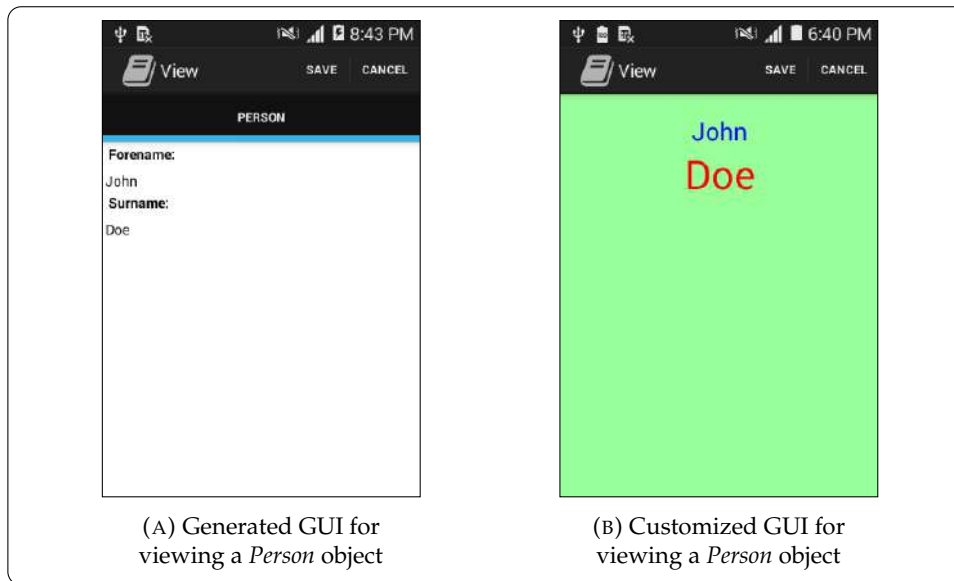 8:43 PM
View SAVE CANCEL
PERSON
Forename:
John
Surname:
Doe
(A) Generated GUI for
viewing a Person object
6:40 PM
View SAVE CANCEL
John
Doe
(B) Customized GUI for
viewing a Person object